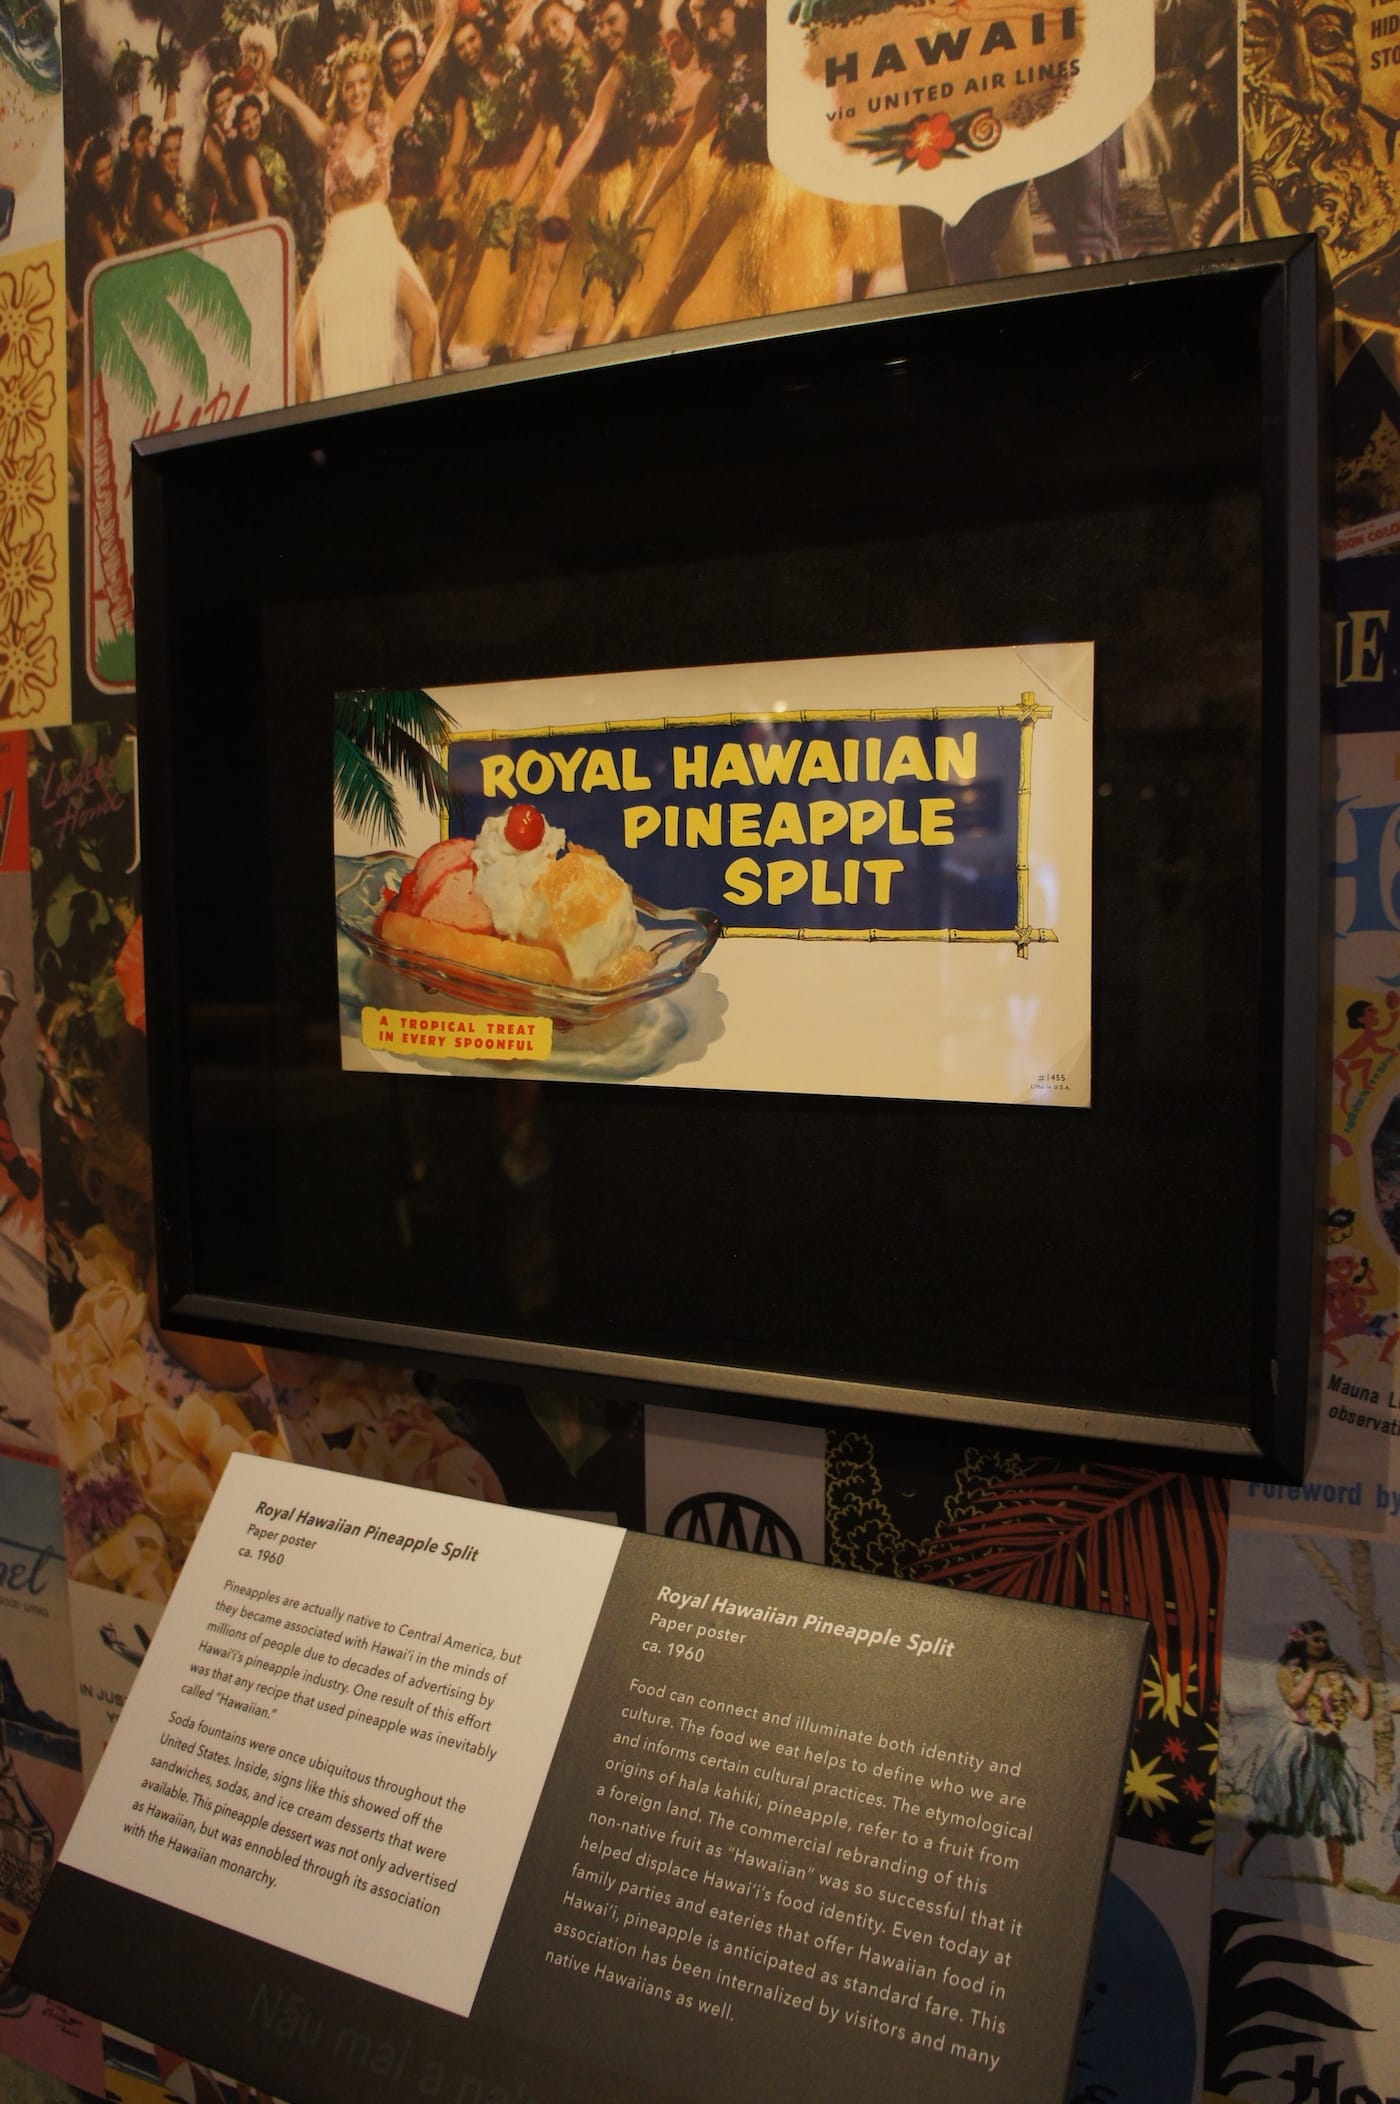 HAWAII
via UNITED AIR LINES
ROYAL HAWAIIAN
PINEAPPLE
SPLIT
A TROPICAL TREAT
IN EVERY SPOONFUL
#1455
Litho in U.S.A.
Mauna
Foreword by
Royal Hawaiian Pineapple Split
Paper poster
ca. 1960
Pineapples are actually native to Central America, but
they became associated with Hawai‘i in the minds of
millions of people due to decades of advertising by
Hawai‘i’s pineapple industry. One result of this effort
was that any recipe that used pineapple was inevitably
called “Hawaiian.”
Soda fountains were once ubiquitous throughout the
United States. Inside, signs like this showed off the
sandwiches, sodas, and ice cream desserts that were
available. This pineapple dessert was not only advertised
as Hawaiian, but was ennobled through its association
with the Hawaiian monarchy.
Royal Hawaiian Pineapple Split
Paper poster
ca. 1960
Food can connect and illuminate both identity and
culture. The food we eat helps to define who we are
and informs certain cultural practices. The etymological
origins of hala kahiki, pineapple, refer to a fruit from
a foreign land. The commercial rebranding of this
non-native fruit as “Hawaiian” was so successful that it
helped displace Hawai‘i’s food identity. Even today at
family parties and eateries that offer Hawaiian food in
Hawai‘i, pineapple is anticipated as standard fare. This
association has been internalized by visitors and many
native Hawaiians as well.
Nāu mai a